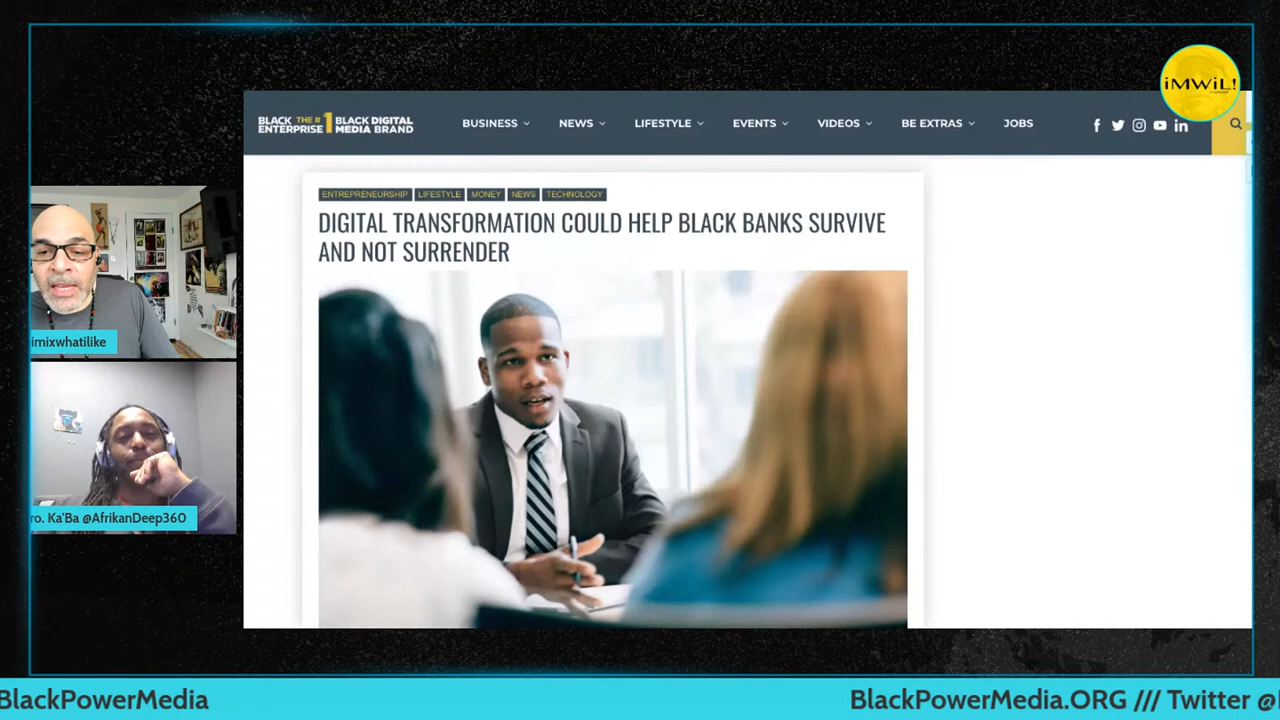 iMWiL!
BLACK THE # 1 BLACK DIGITAL
ENTERPRISE MEDIA BRAND
BUSINESS NEWS LIFESTYLE EVENTS VIDEOS BE EXTRAS JOBS
ENTREPRENEURSHIP LIFESTYLE MONEY NEWS TECHNOLOGY
DIGITAL TRANSFORMATION COULD HELP BLACK BANKS SURVIVE
AND NOT SURRENDER
imixwhatilike
ro. Ka'Ba @AfrikanDeep360
BlackPowerMedia
BlackPowerMedia.ORG /// Twitter @